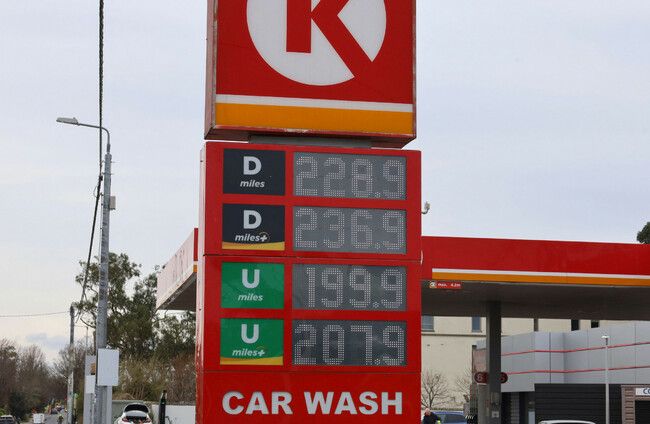 K
D miles 228.9
D miles+ 236.9
U miles 199.9
U miles+ 207.9
CAR WASH